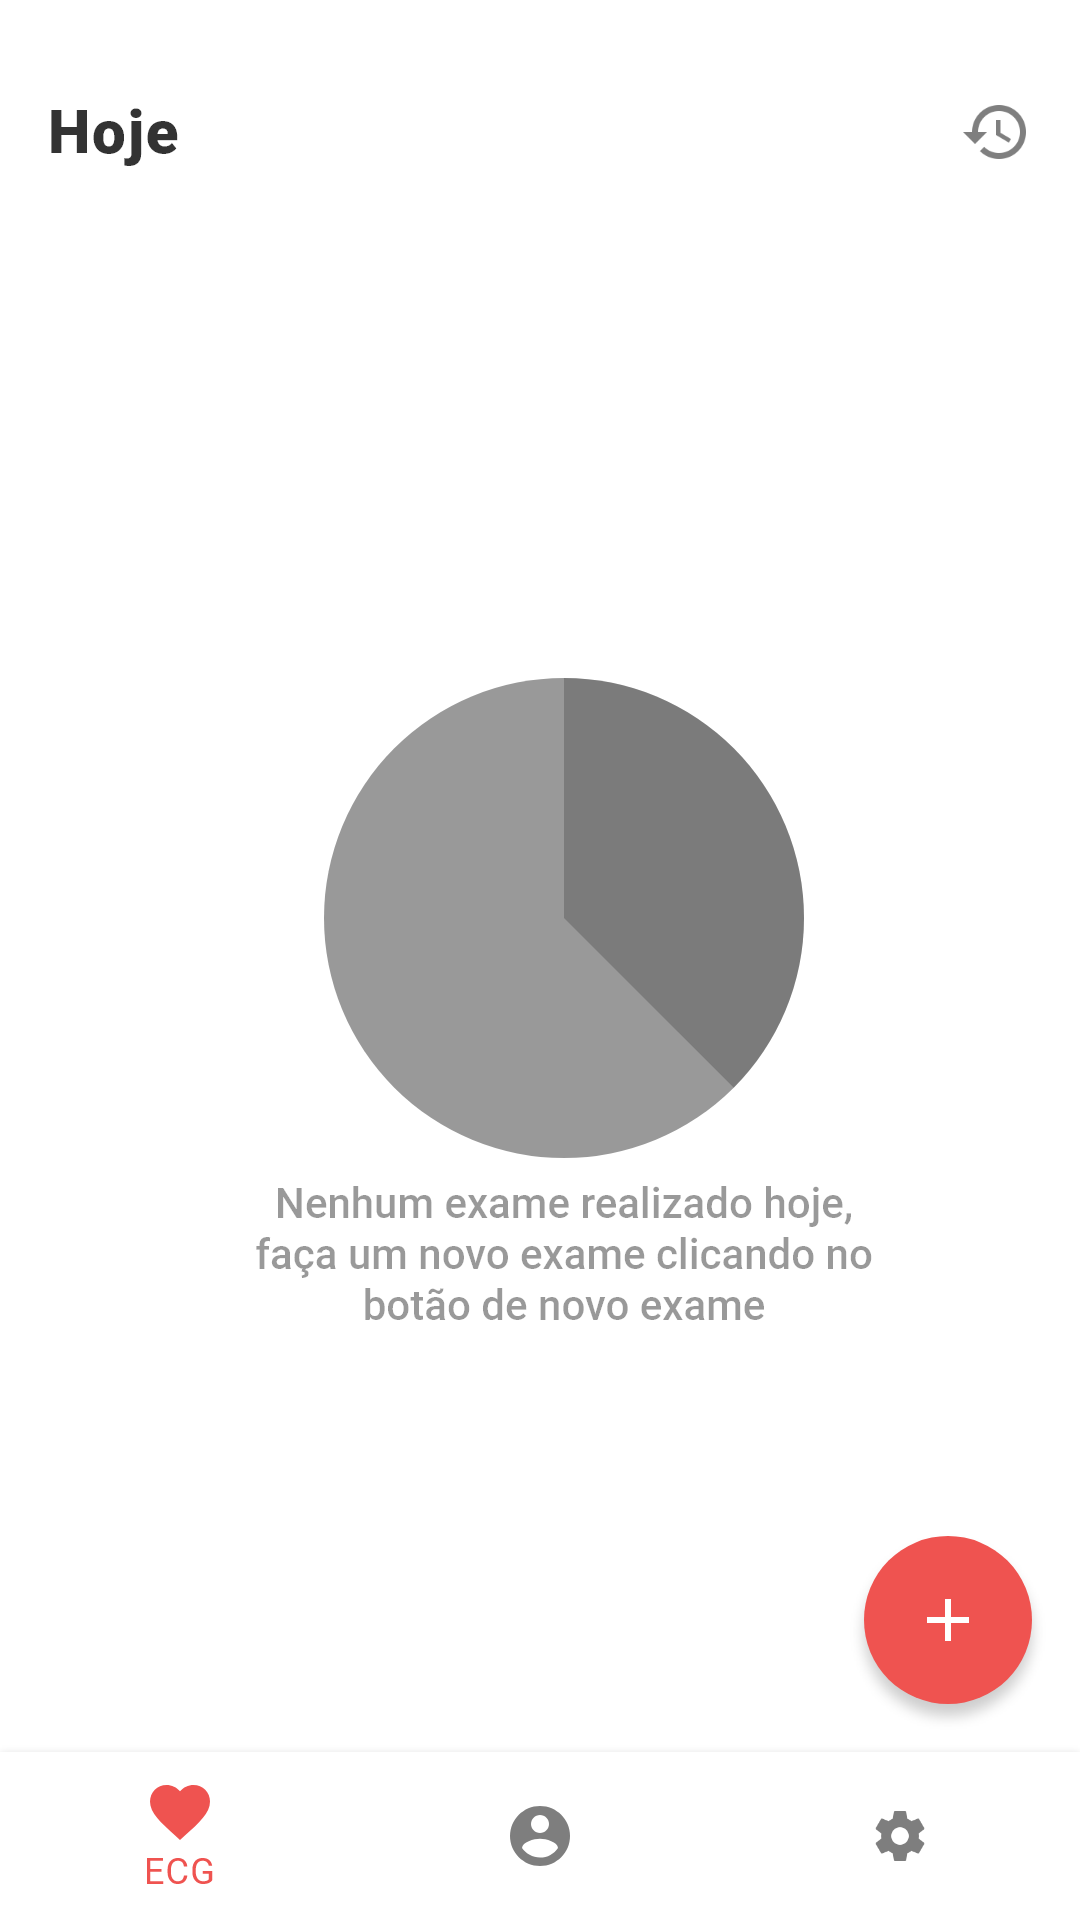 Hoje
Nenhum exame realizado hoje,
faça um novo exame clicando no
botão de novo exame
ECG